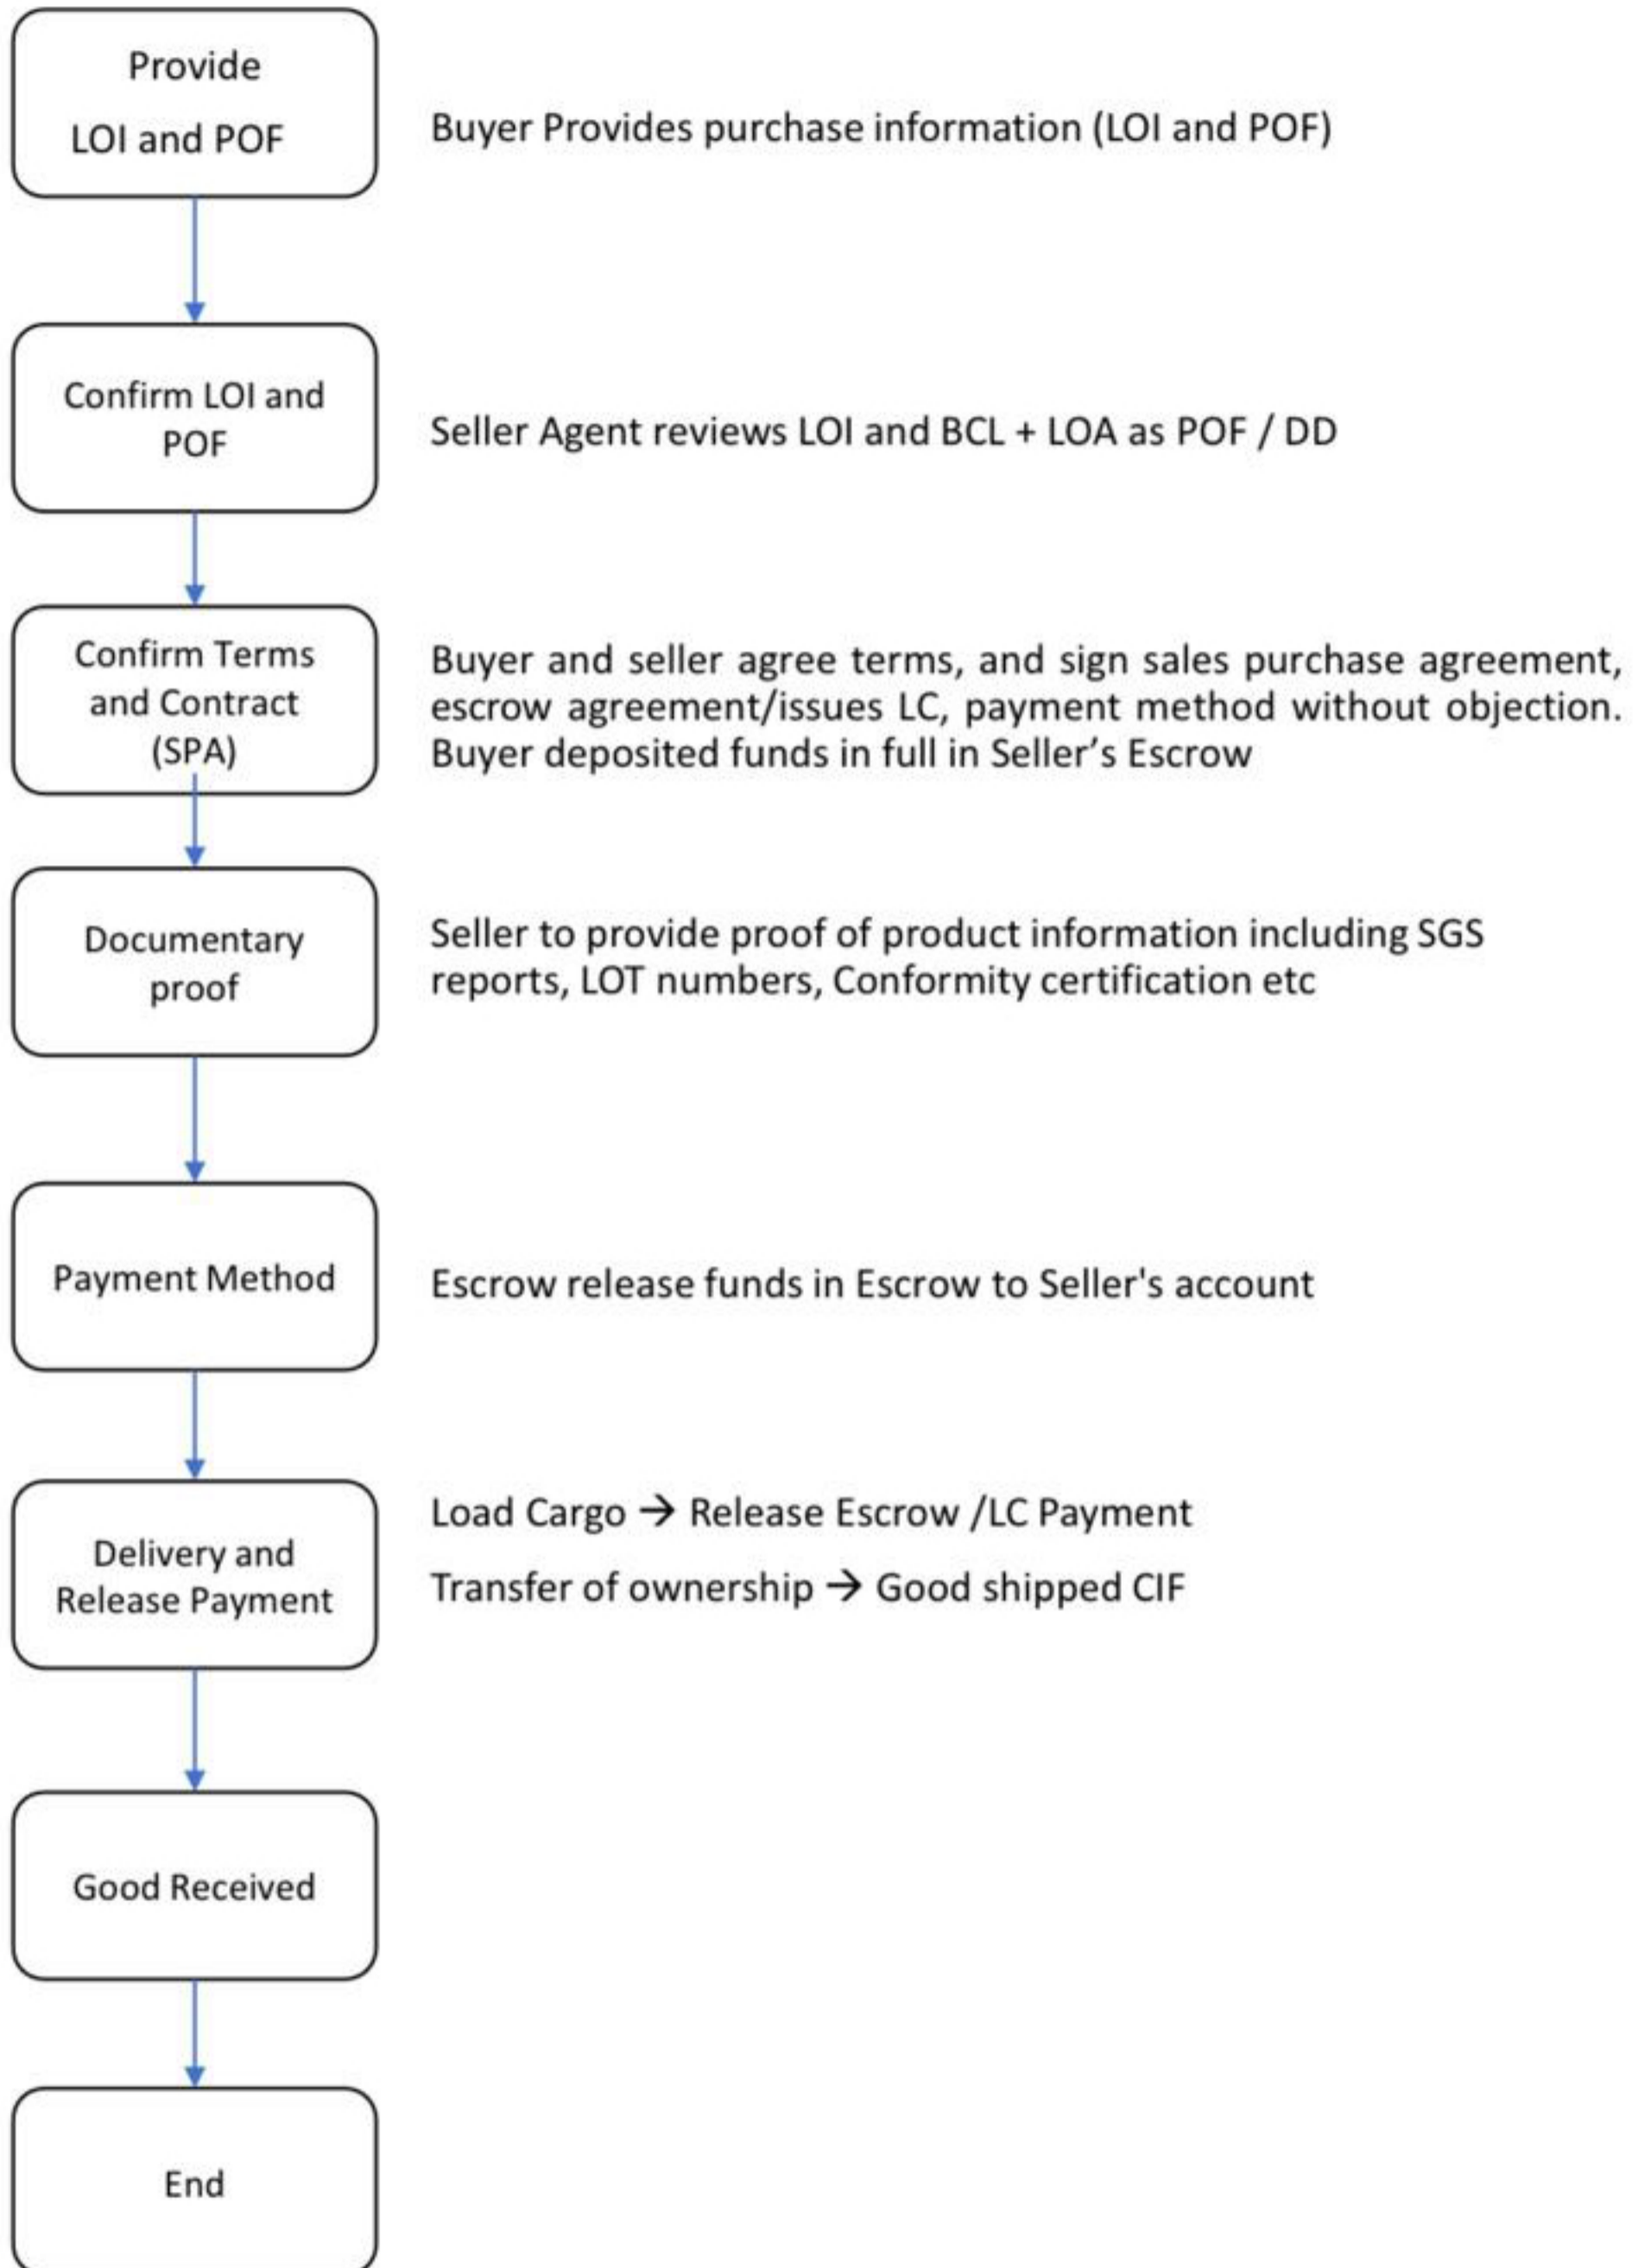 Provide
LOI and POF
Buyer Provides purchase information (LOI and POF)
Confirm LOI and
POF
Seller Agent reviews LOI and BCL + LOA as POF / DD
Confirm Terms
and Contract
(SPA)
Buyer and seller agree terms, and sign sales purchase agreement,
escrow agreement/issues LC, payment method without objection.
Buyer deposited funds in full in Seller’s Escrow
Documentary
proof
Seller to provide proof of product information including SGS
reports, LOT numbers, Conformity certification etc
Payment Method
Escrow release funds in Escrow to Seller's account
Delivery and
Release Payment
Load Cargo → Release Escrow /LC Payment
Transfer of ownership → Good shipped CIF
Good Received
End